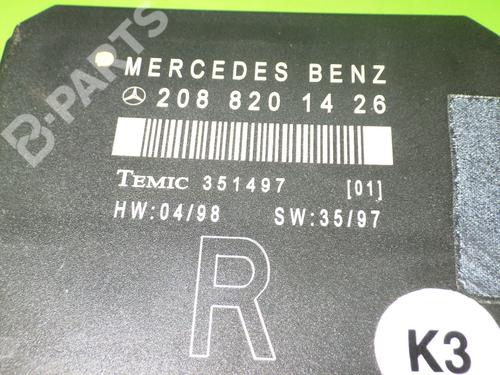 B-PARTS
MERCEDES BENZ
208 820 14 26
TEMIC 351497 [01]
HW:04/98 SW:35/97
R
K3